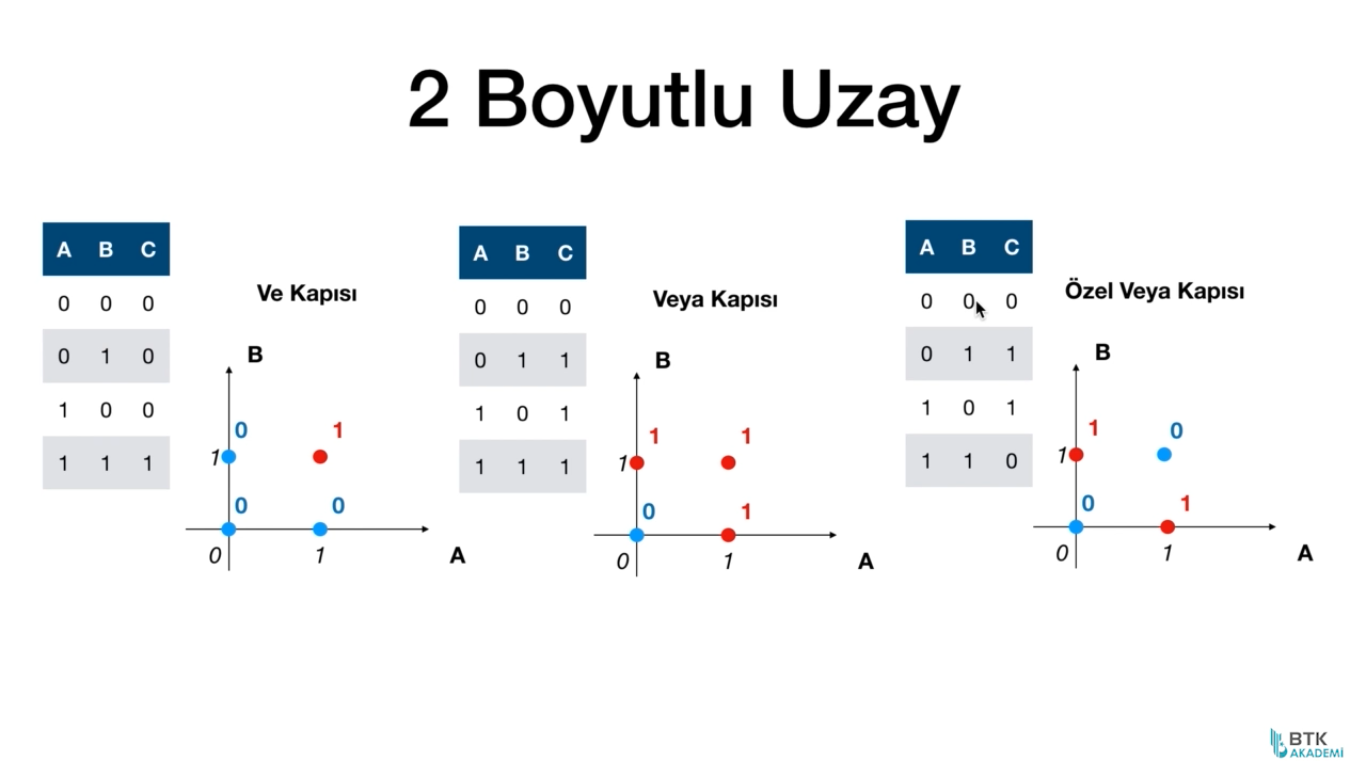 2 Boyutlu Uzay
A B C
0 0 0
0 1 0
1 0 0
1 1 1
Ve Kapısı
B
0 1
1
0 0
0 1
A
A B C
0 0 0
0 1 1
1 0 1
1 1 1
Veya Kapısı
B
1 1
1
0 1
0 1
A
A B C
0 0 0
0 1 1
1 0 1
1 1 0
Özel Veya Kapısı
B
1 0
1
0 1
0 1
A
BTK
AKADEMİ